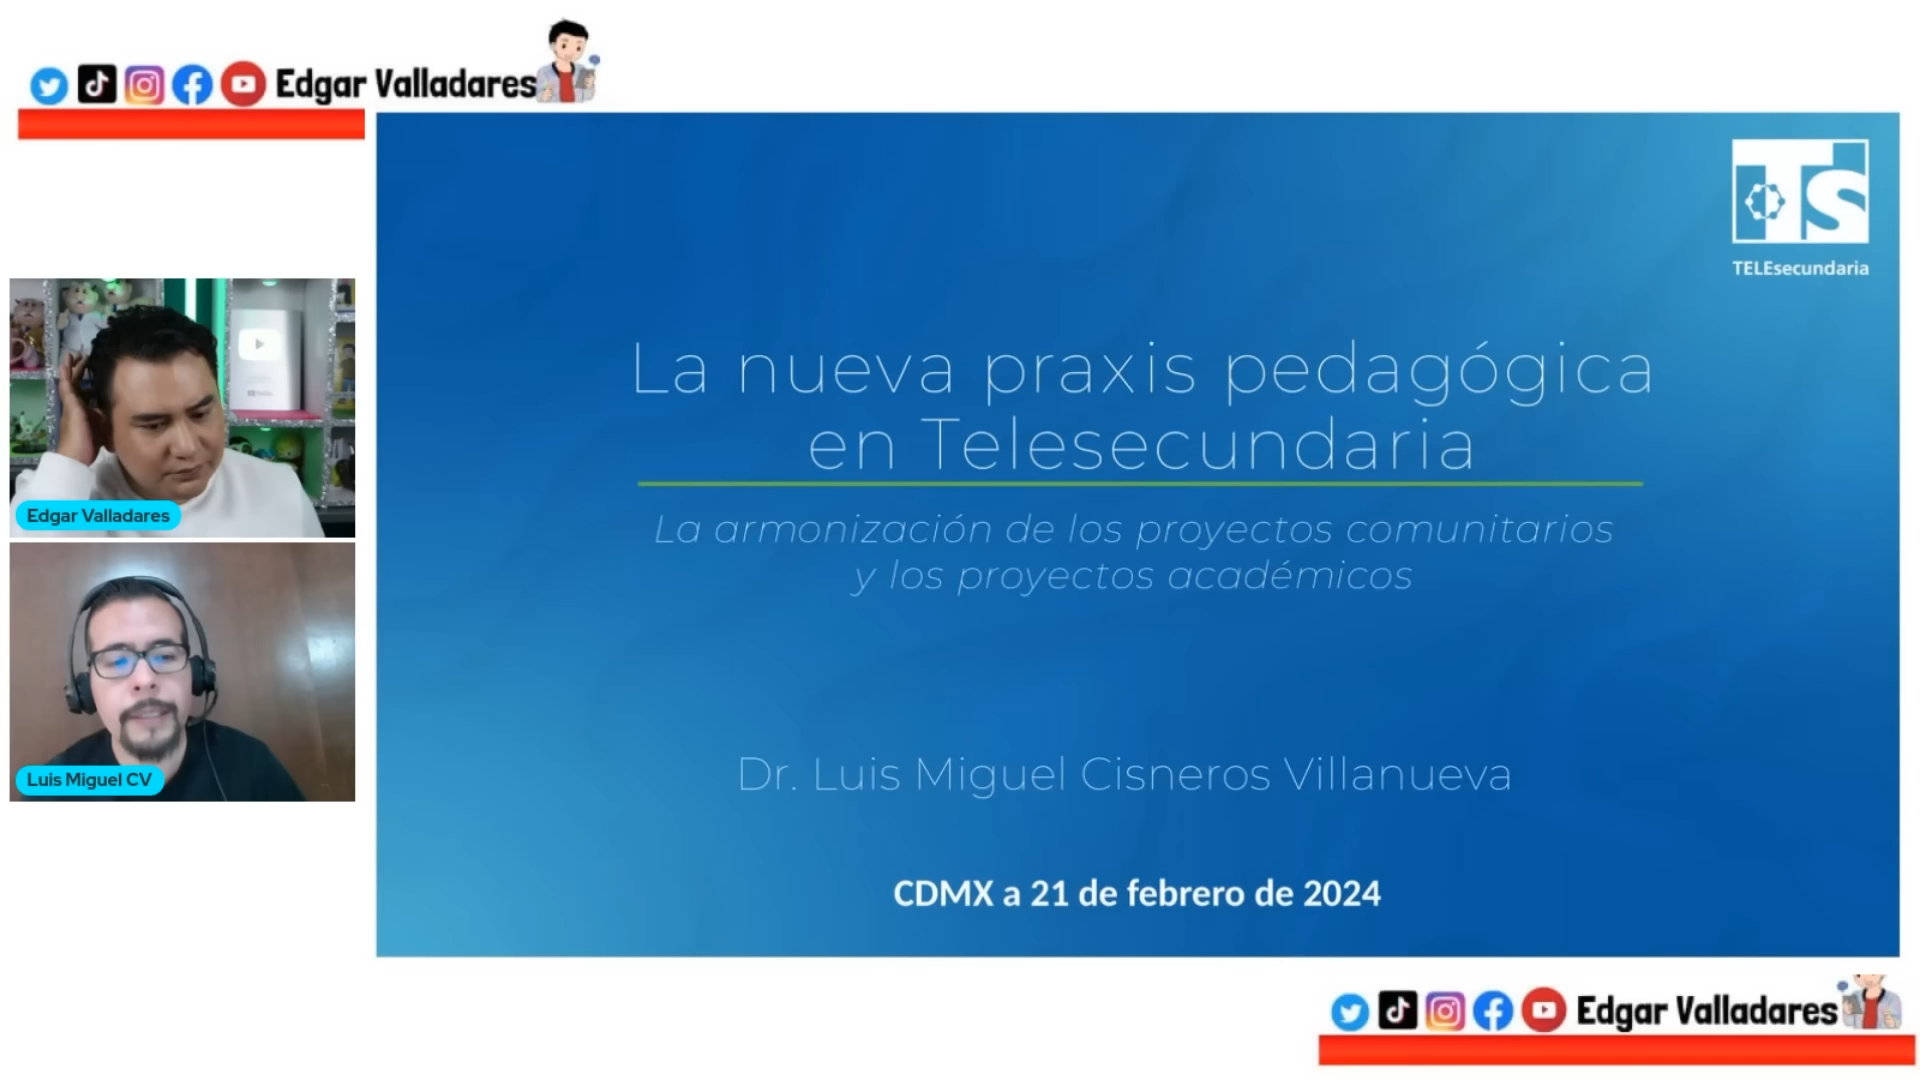 Edgar Valladares
TS
TELEsecundaria
La nueva praxis pedagógica
en Telesecundaria
La armonización de los proyectos comunitarios
y los proyectos académicos
Dr. Luis Miguel Cisneros Villanueva
CDMX a 21 de febrero de 2024
Edgar Valladares
Luis Miguel CV
Edgar Valladares